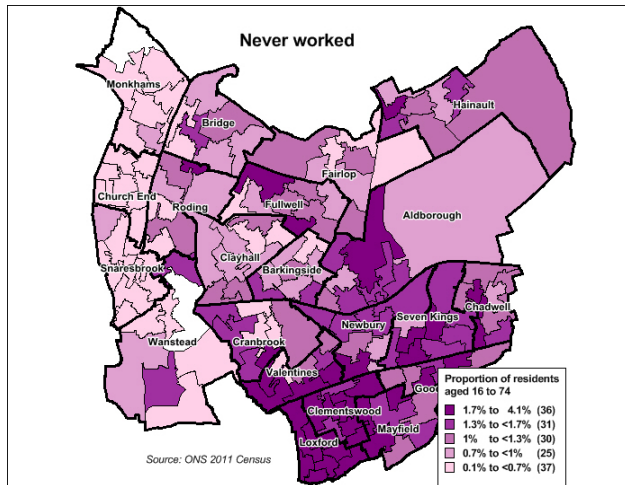 Never worked
Monkhams
Hainault
Bridge
Fairlop
Church End
Roding
Fullwell
Aldborough
Clayhall
Snaresbrook
Barkingside
Chadwell
Seven Kings
Newbury
Wanstead
Cranbrook
Valentines
Goo
Clementswood
Mayfield
Loxford
Proportion of residents
aged 16 to 74
1.7% to 4.1% (36)
1.3% to <1.7% (31)
1% to <1.3% (30)
0.7% to <1% (25)
0.1% to <0.7% (37)
Source: ONS 2011 Census